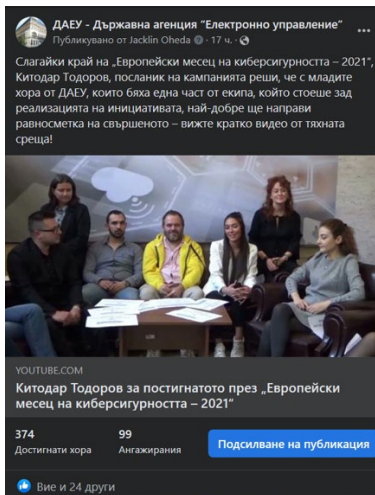 ДАЕУ - Държавна агенция "Електронно управление"
Публикувано от Jacklin Oheda · 17 ч. ·
Слагайки край на „Европейски месец на киберсигурността – 2021",
Китодар Тодоров, посланик на кампанията реши, че с младите
хора от ДАЕУ, които бяха една част от екипа, който стоеше зад
реализацията на инициативата, най-добре ще направи
равносметка на свършеното – вижте кратко видео от тяхната
среща!
YOUTUBE.COM
Китодар Тодоров за постигнатото през „Европейски
месец на киберсигурността – 2021"
374
Достигнати хора
99
Ангажирания
Подсилване на публикация
Вие и 24 други